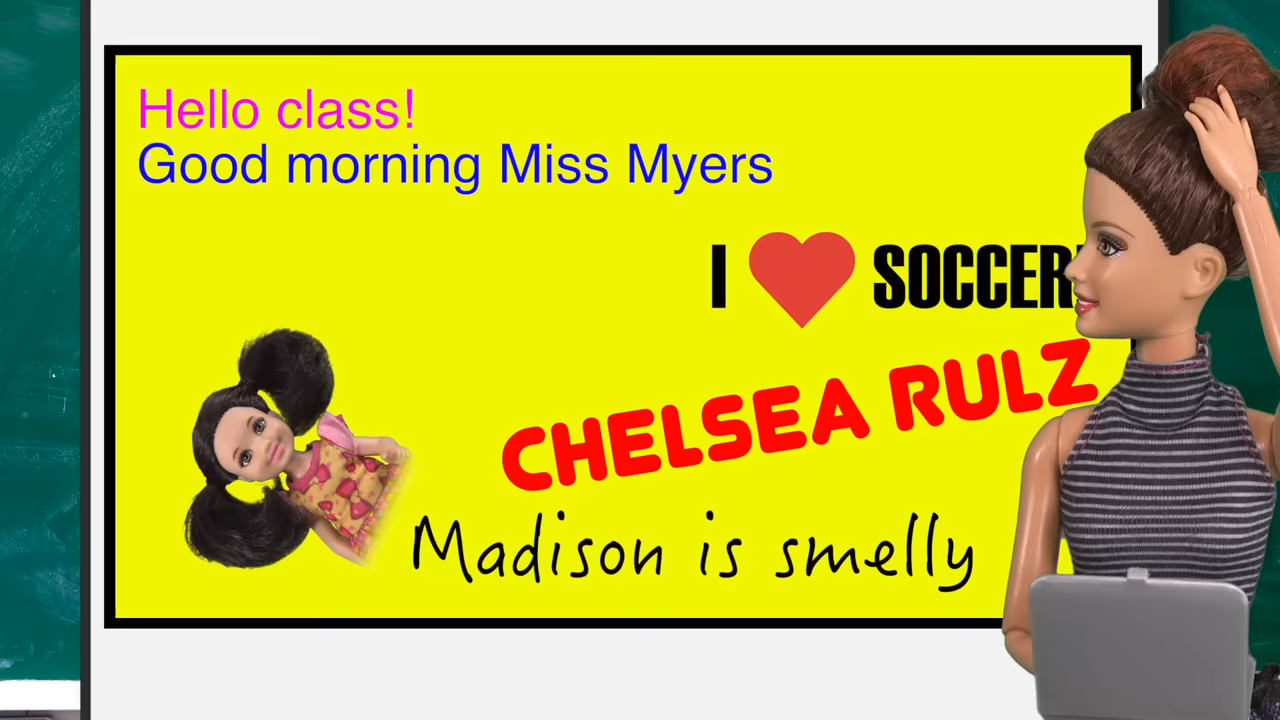 Hello class!
Good morning Miss Myers
I ❤ SOCCER!
CHELSEA RULZ
Madison is smelly